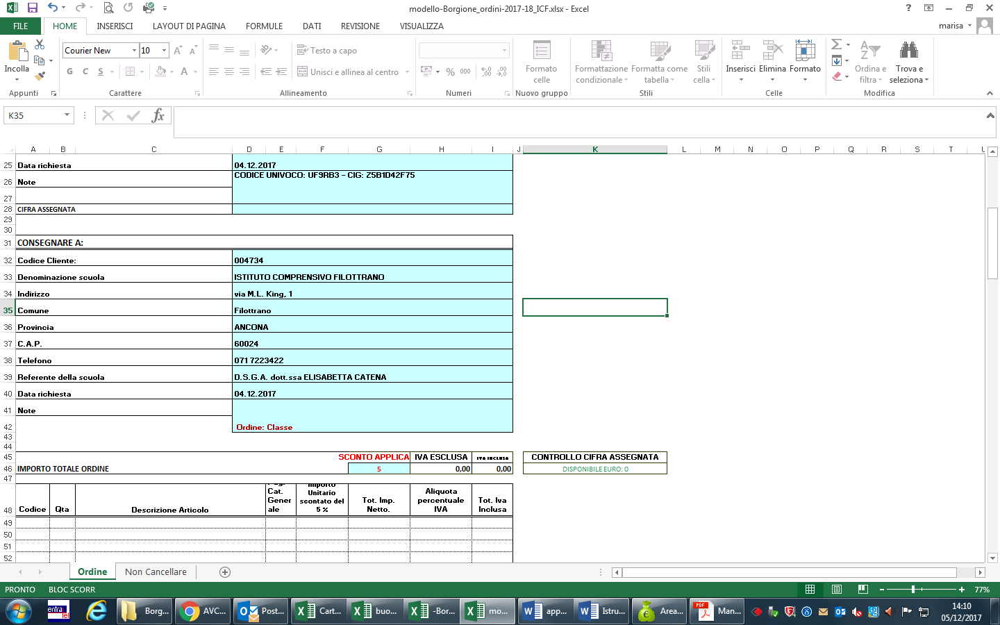 modello-Borgione_ordini-2017-18_ICF.xlsx - Excel
FILE HOME INSERISCI LAYOUT DI PAGINA FORMULE DATI REVISIONE VISUALIZZA marisa
Courier New 10 Testo a capo
Incolla G C S A Unisci e allinea al centro % 000
Formato celle Formattazione condizionale Formatta come tabella Stili cella Inserisci Elimina Formato Ordina e filtra Trova e seleziona
Appunti Carattere Allineamento Numeri Nuovo gruppo Stili Celle Modifica
K35 fx
A B C D E F G H I J K L M N O P Q R S T
25 Data richiesta 04.12.2017
26 Note CODICE UNIVOCO: UF9RB3 - CIG: Z5B1D42F75
27
28 CIFRA ASSEGNATA
29
30
31 CONSEGNARE A:
32 Codice Cliente: 004734
33 Denominazione scuola ISTITUTO COMPRENSIVO FILOTTRANO
34 Indirizzo via M.L. King, 1
35 Comune Filottrano
36 Provincia ANCONA
37 C.A.P. 60024
38 Telefono 071 7223422
39 Referente della scuola D.S.G.A. dott.ssa ELISABETTA CATENA
40 Data richiesta 04.12.2017
41 Note
42 Ordine: Classe
43
44
45 SCONTO APPLICA IVA ESCLUSA IVA INCLUSA CONTROLLO CIFRA ASSEGNATA
46 IMPORTO TOTALE ORDINE 5 0,00 0,00 DISPONIBILE EURO: 0
47
48 Codice Qta Descrizione Articolo Pag. Cat. Generale Importo Unitario scontato del 5 % Tot. Imp. Netto. Aliquota percentuale IVA Tot. Iva Inclusa
49
50
51
52
Ordine Non Cancellare
PRONTO BLOC SCORR 77%
entratel Borg... AVC... Post... Cart... buo... -Bor... mo... app... Istru... Area... PDF Man...
14:10
05/12/2017